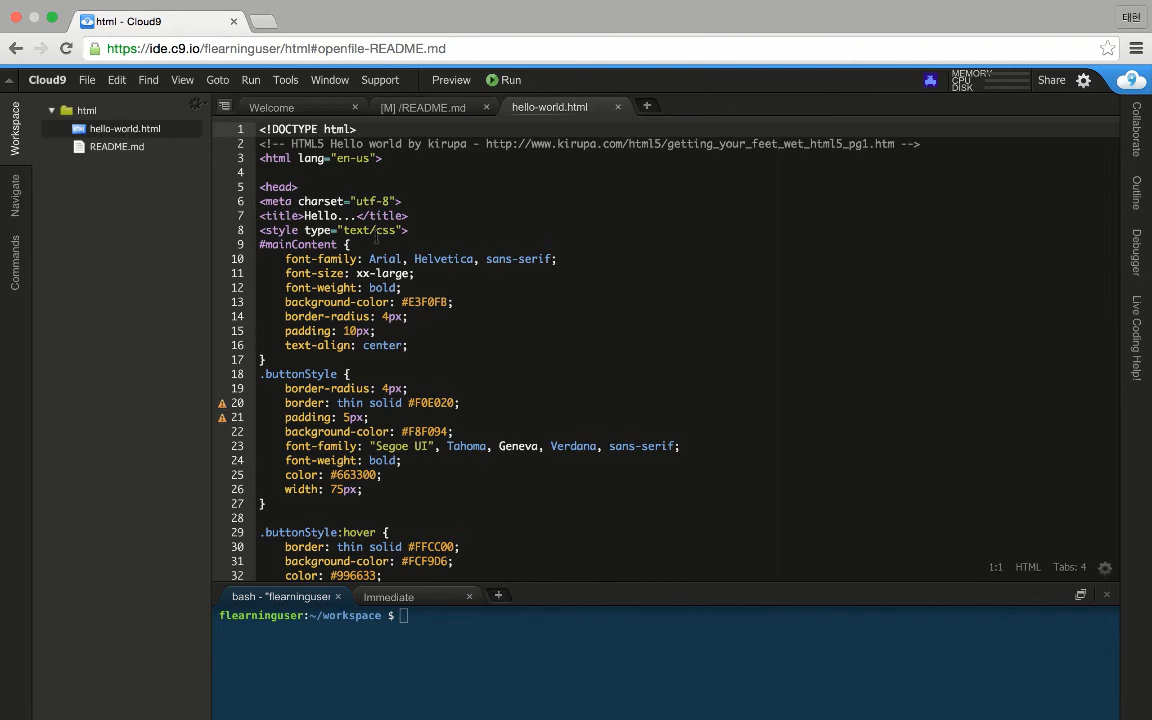 html - Cloud9
태현
https://ide.c9.io/flearninguser/html#openfile-README.md
Cloud9 File Edit Find View Goto Run Tools Window Support Preview Run MEMORY CPU DISK Share
Workspace
Navigate
Commands
html
hello-world.html
README.md
Welcome [M] /README.md hello-world.html
1 <!DOCTYPE html>
2 <!-- HTML5 Hello world by kirupa - http://www.kirupa.com/html5/getting_your_feet_wet_html5_pg1.htm -->
3 <html lang="en-us">
4
5 <head>
6 <meta charset="utf-8">
7 <title>Hello...</title>
8 <style type="text/css">
9 #mainContent {
10 font-family: Arial, Helvetica, sans-serif;
11 font-size: xx-large;
12 font-weight: bold;
13 background-color: #E3F0FB;
14 border-radius: 4px;
15 padding: 10px;
16 text-align: center;
17 }
18 .buttonStyle {
19 border-radius: 4px;
20 border: thin solid #F0E020;
21 padding: 5px;
22 background-color: #F8F094;
23 font-family: "Segoe UI", Tahoma, Geneva, Verdana, sans-serif;
24 font-weight: bold;
25 color: #663300;
26 width: 75px;
27 }
28
29 .buttonStyle:hover {
30 border: thin solid #FFCC00;
31 background-color: #FCF9D6;
32 color: #996633;
1:1 HTML Tabs: 4
Collaborate
Outline
Debugger
Live Coding Help!
bash - "flearninguser Immediate
flearninguser:~/workspace $